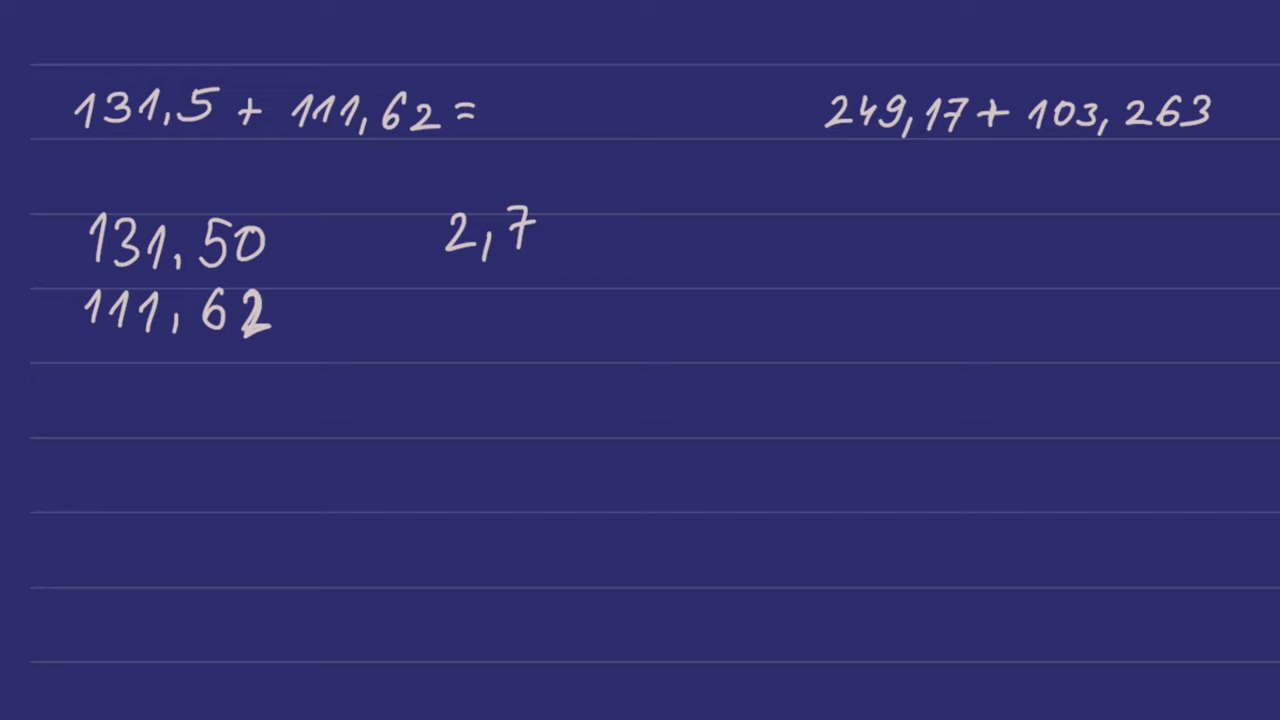 131,5 + 111,62 = 249,17 + 103,263
131,50 2,7
111,62